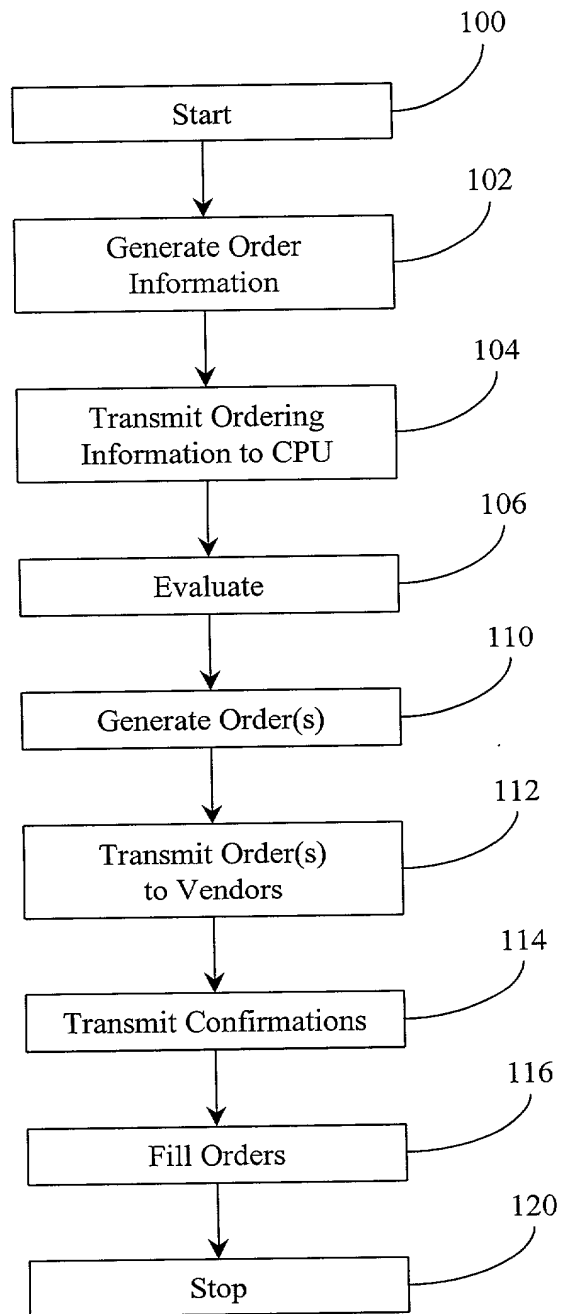 100
Start
102
Generate Order
Information
104
Transmit Ordering
Information to CPU
106
Evaluate
110
Generate Order(s)
112
Transmit Order(s)
to Vendors
114
Transmit Confirmations
116
Fill Orders
120
Stop